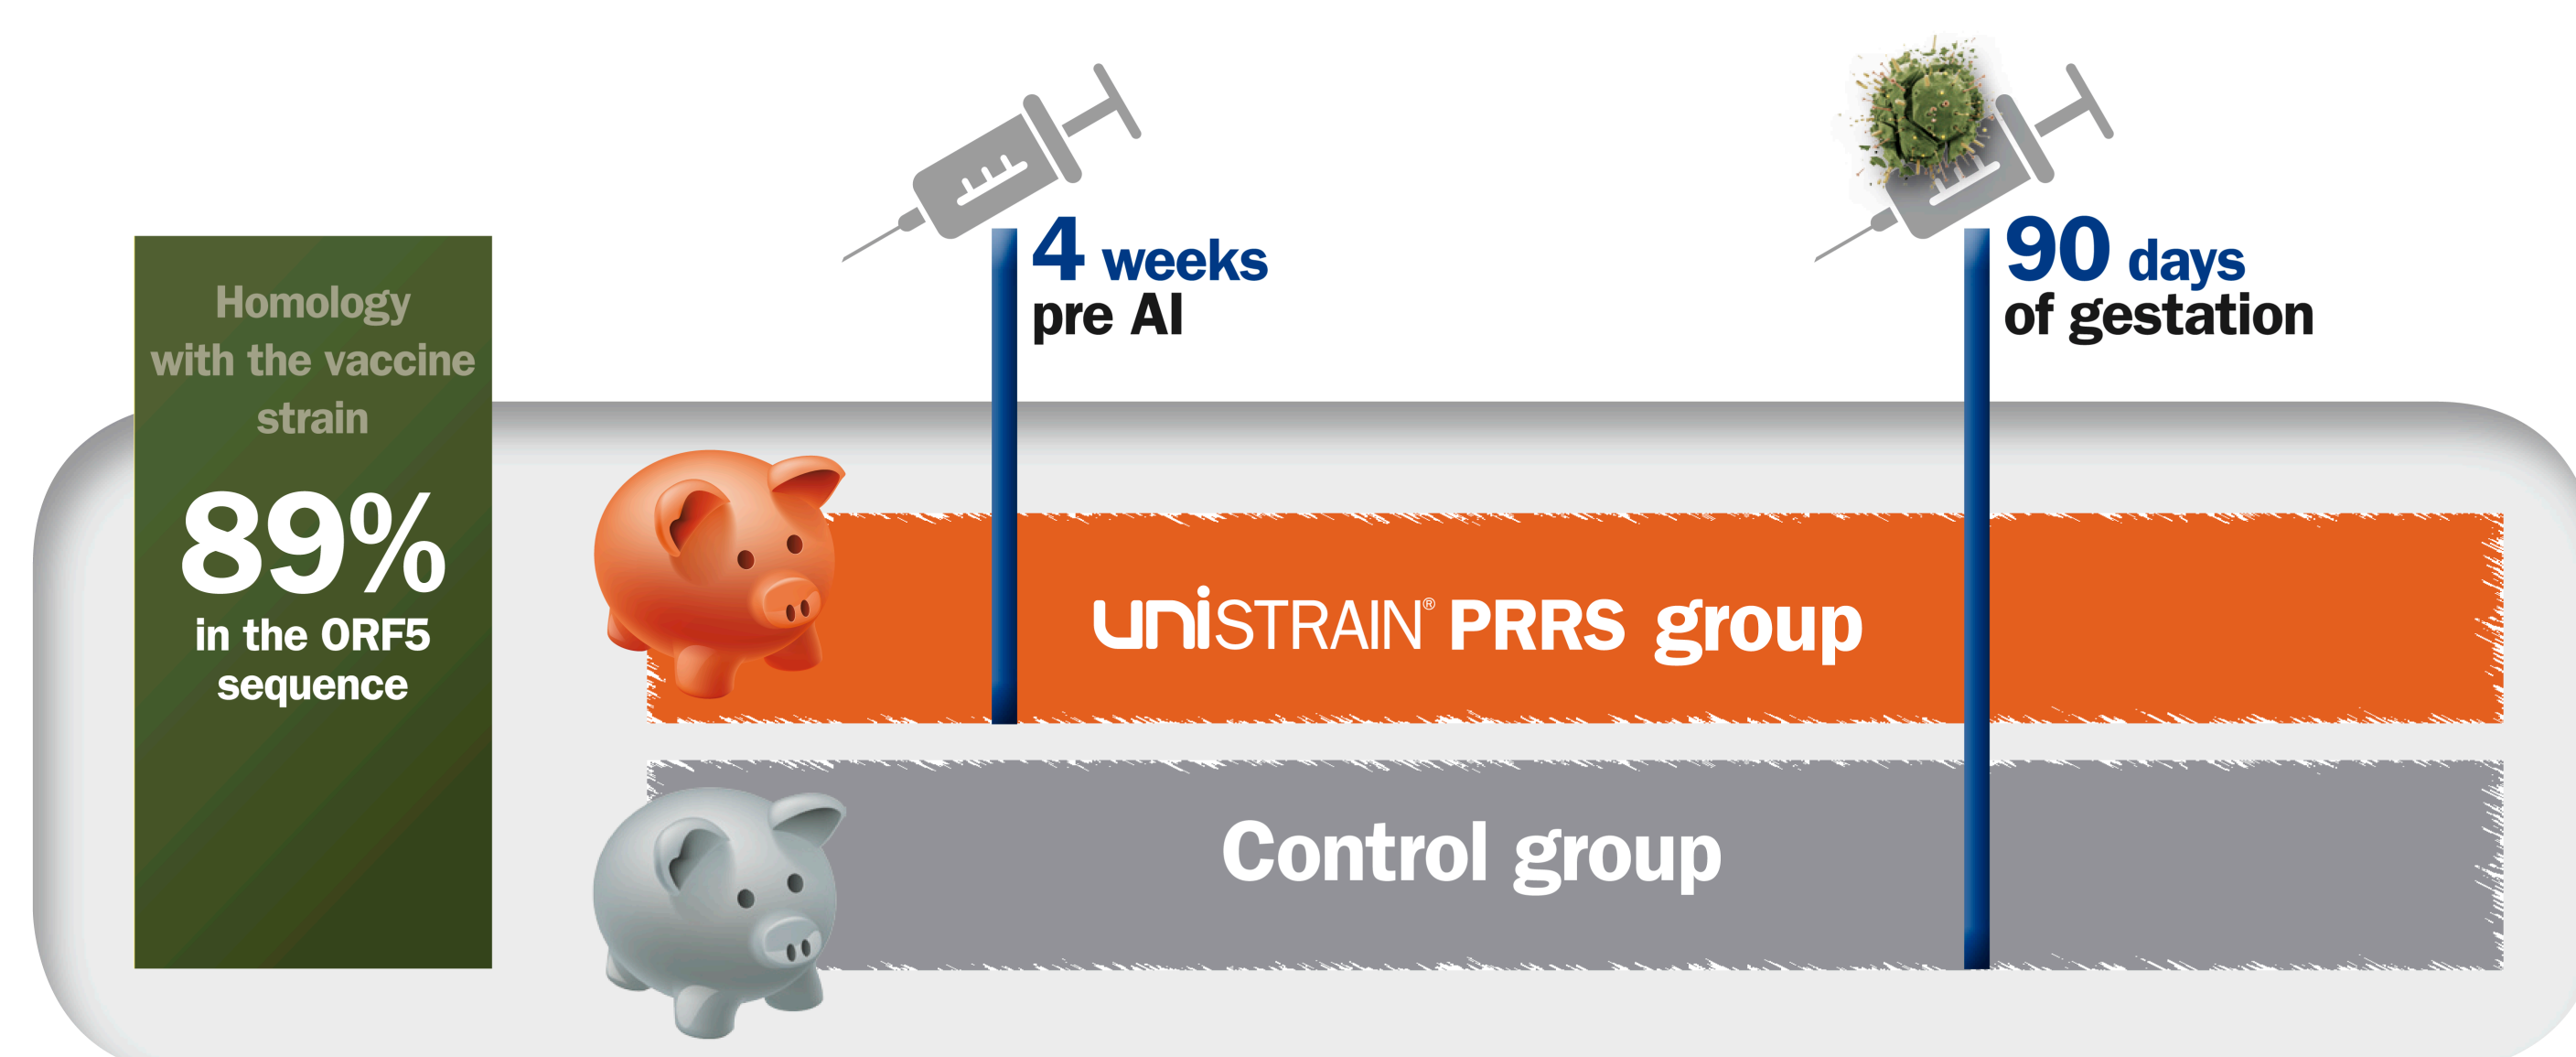 Homology
with the vaccine
strain
89%
in the ORF5
sequence
4 weeks
pre AI
90 days
of gestation
uniSTRAIN® PRRS group
Control group